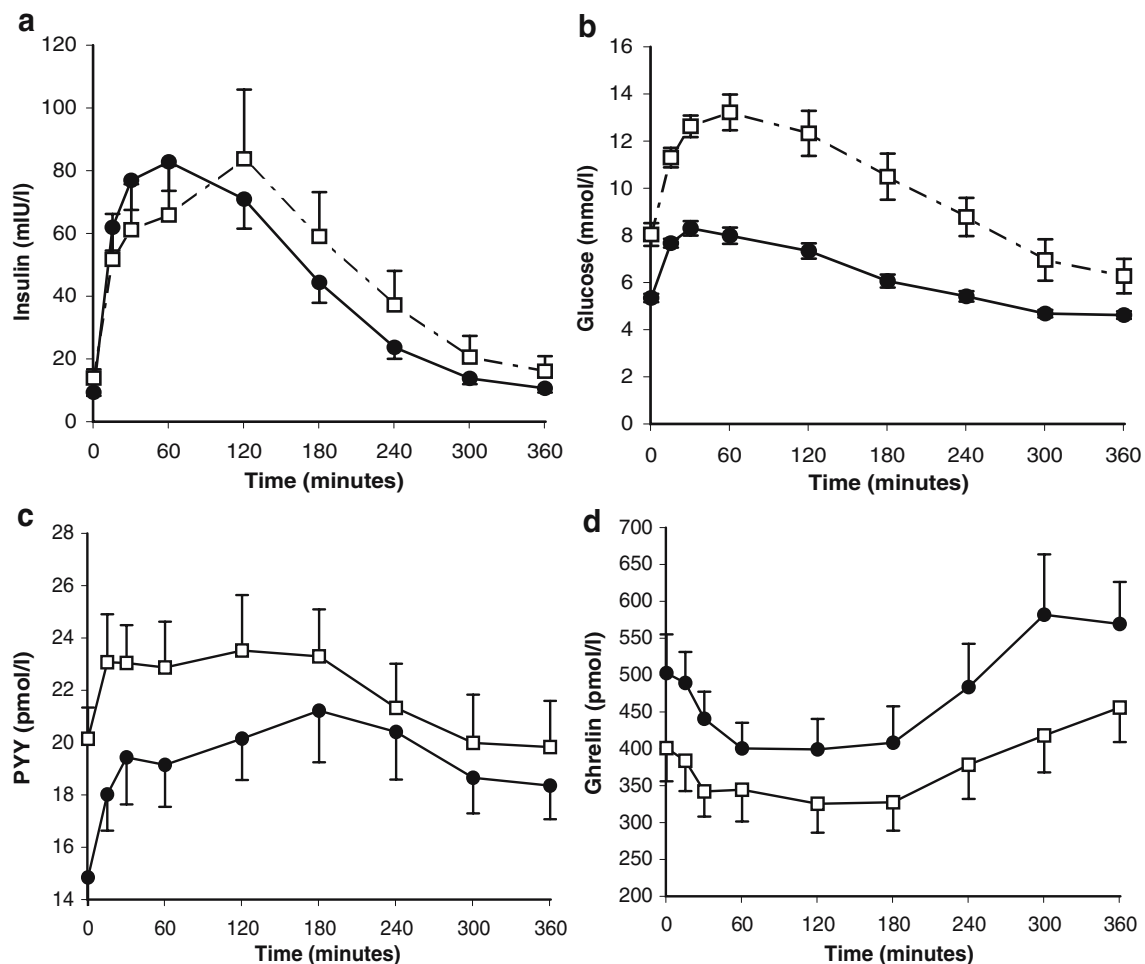 a
Insulin (mIU/l)
120
100
80
60
40
20
0
0 60 120 180 240 300 360
Time (minutes)
b
Glucose (mmol/l)
16
14
12
10
8
6
4
2
0
0 60 120 180 240 300 360
Time (minutes)
c
PYY (pmol/l)
28
26
24
22
20
18
16
14
0 60 120 180 240 300 360
Time (minutes)
d
Ghrelin (pmol/l)
700
650
600
550
500
450
400
350
300
250
200
0 60 120 180 240 300 360
Time (minutes)